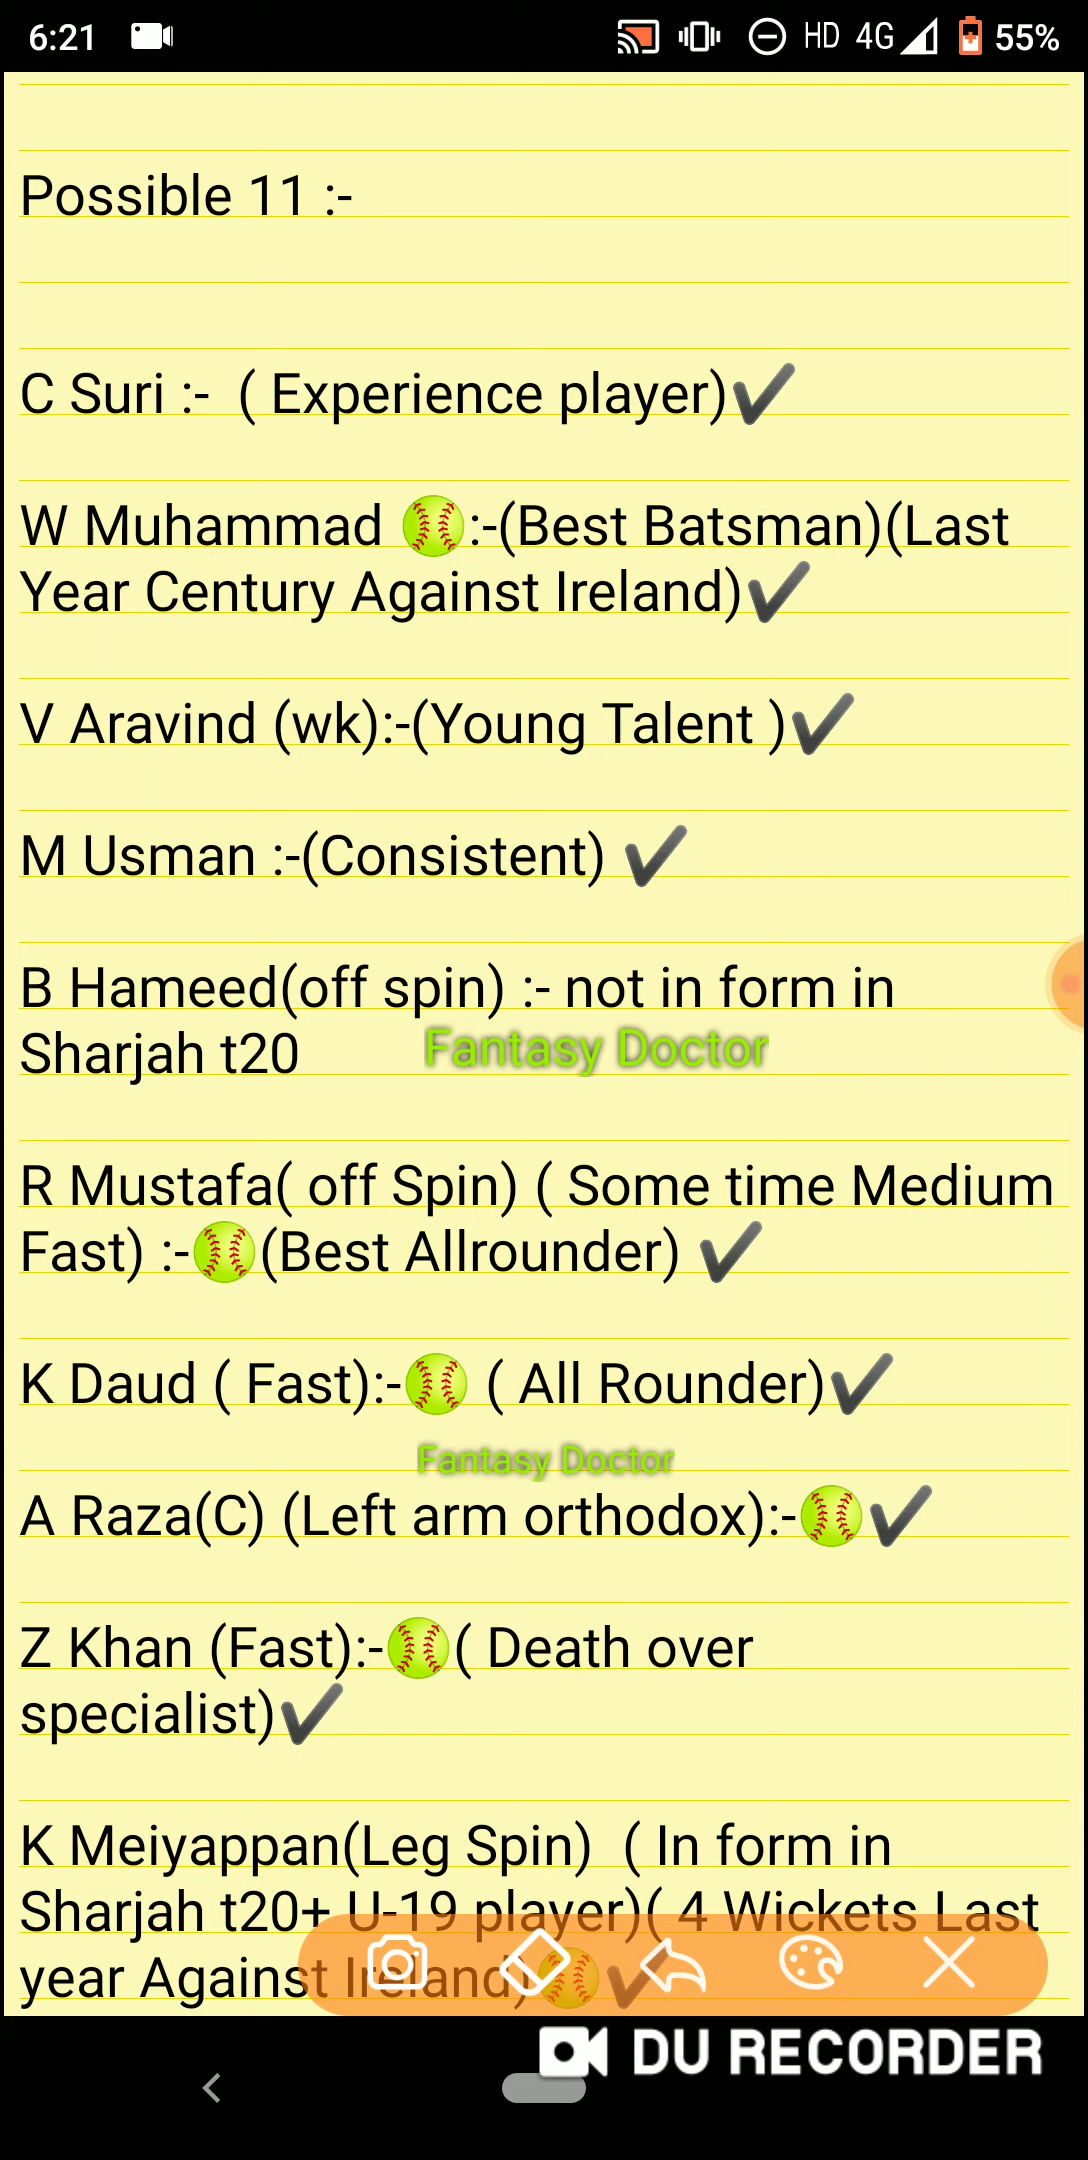 6:21 HD 4G 55%
Possible 11 :-
C Suri :- ( Experience player)✔
W Muhammad 🥎:-(Best Batsman)(Last
Year Century Against Ireland)✔
V Aravind (wk):-(Young Talent )✔
M Usman :-(Consistent) ✔
B Hameed(off spin) :- not in form in
Sharjah t20
Fantasy Doctor
R Mustafa( off Spin) ( Some time Medium
Fast) :-🥎(Best Allrounder) ✔
K Daud ( Fast):-🥎 ( All Rounder)✔
Fantasy Doctor
A Raza(C) (Left arm orthodox):-🥎✔
Z Khan (Fast):-🥎( Death over
specialist)✔
K Meiyappan(Leg Spin) ( In form in
Sharjah t20+ U-19 player)( 4 Wickets Last
year Against Ireland)🥎✔
DU RECORDER